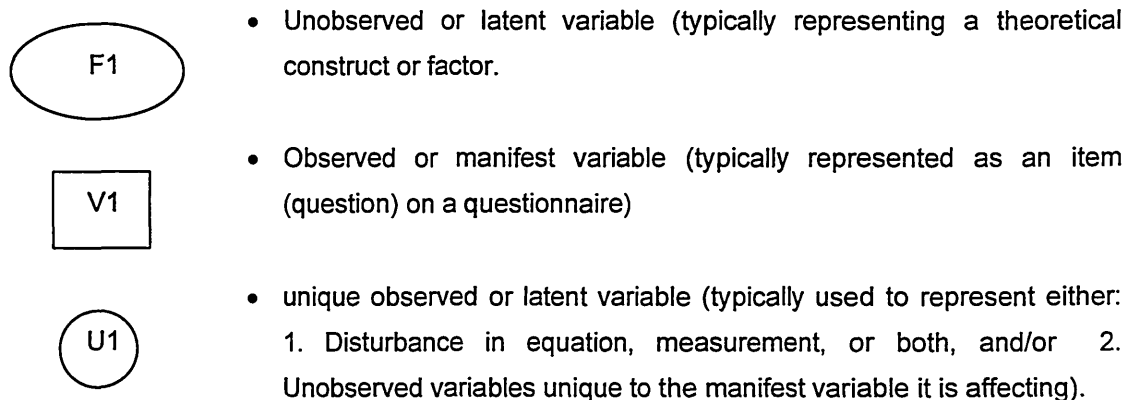 • Unobserved or latent variable (typically representing a theoretical
F1
construct or factor.
• Observed or manifest variable (typically represented as an item
V1
(question) on a questionnaire)
• unique observed or latent variable (typically used to represent either:
U1
1. Disturbance in equation, measurement, or both, and/or 2.
Unobserved variables unique to the manifest variable it is affecting).